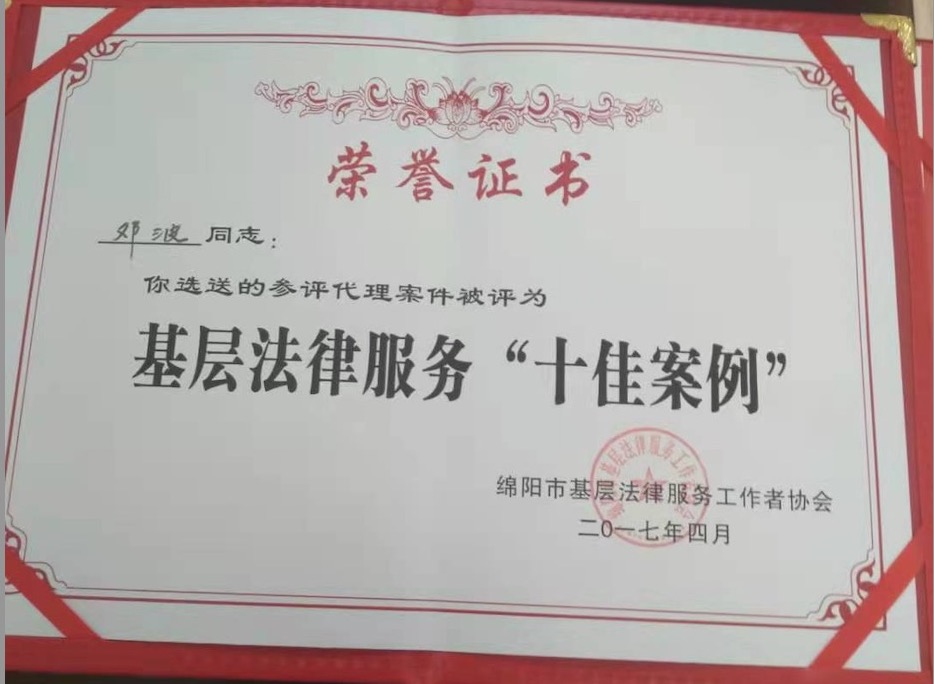 荣誉证书
邓波同志：
你选送的参评代理案件被评为
基层法律服务“十佳案例”
绵阳市基层法律服务工作者协会
二〇一七年四月